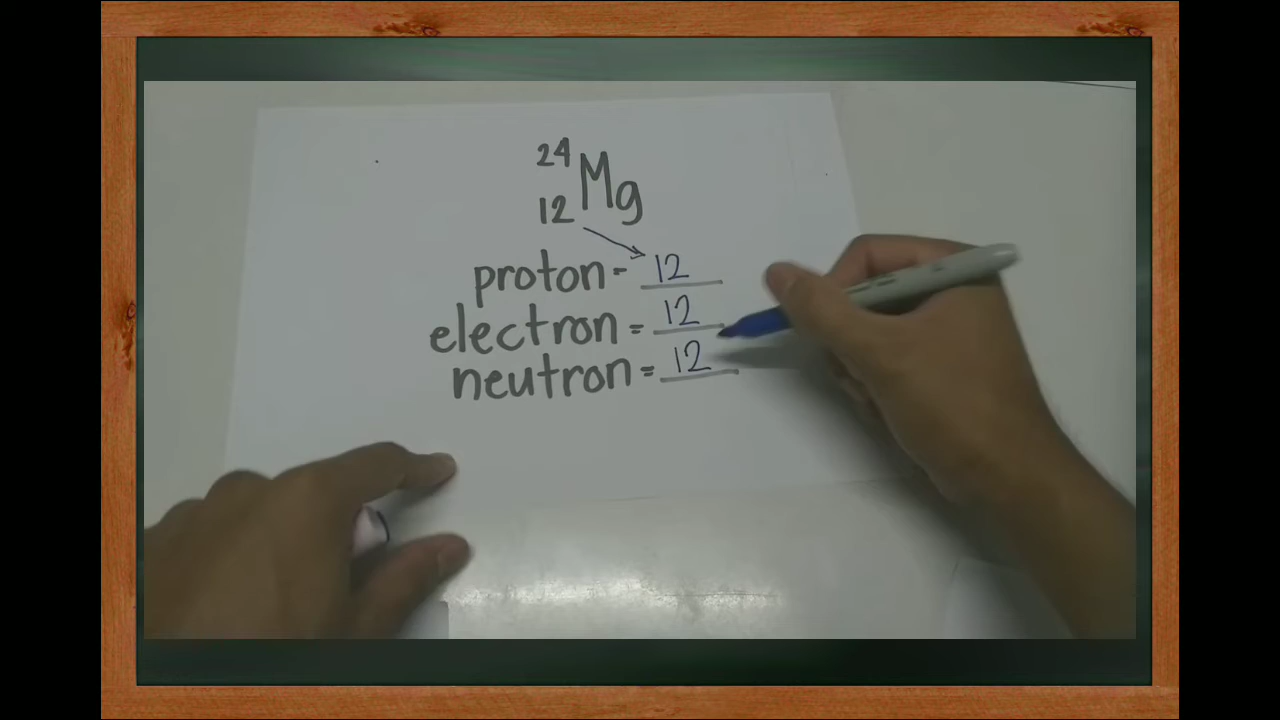 24
Mg
12
proton- 12
electron = 12
neutron = 12